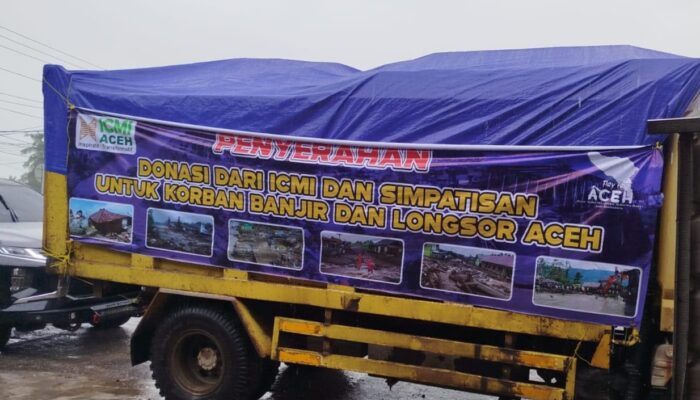 ICMI
ACEH
PENYERAHAN
DONASI DARI ICMI DAN SIMPATISAN
UNTUK KORBAN BANJIR DAN LONGSOR ACEH
ACEH